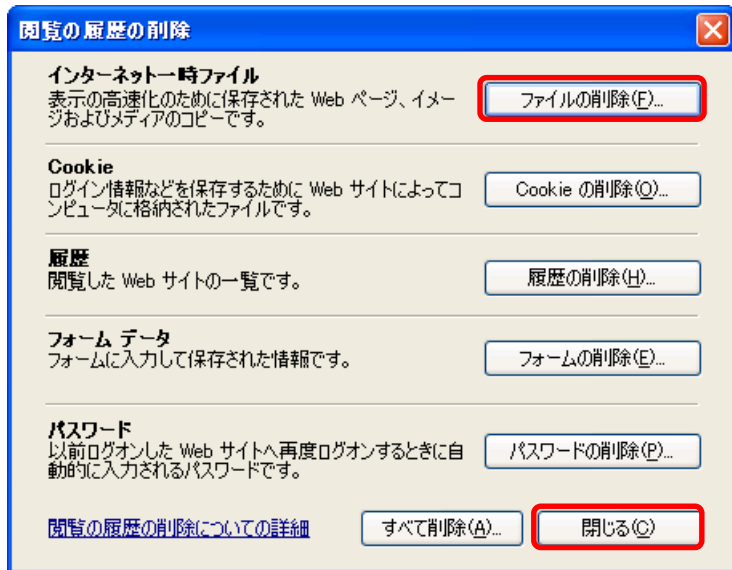 閲覧の履歴の削除
インターネット一時ファイル
表示の高速化のために保存された Web ページ、イメー
ジおよびメディアのコピーです。
ファイルの削除(F)...
Cookie
ログイン情報などを保存するために Web サイトによってコ
ンピュータに格納されたファイルです。
Cookie の削除(O)...
履歴
閲覧した Web サイトの一覧です。
履歴の削除(H)...
フォーム データ
フォームに入力して保存された情報です。
フォームの削除(E)...
パスワード
以前ログオンした Web サイトへ再度ログオンするときに自
動的に入力されるパスワードです。
パスワードの削除(P)...
閲覧の履歴の削除についての詳細
すべて削除(A)...
閉じる(C)